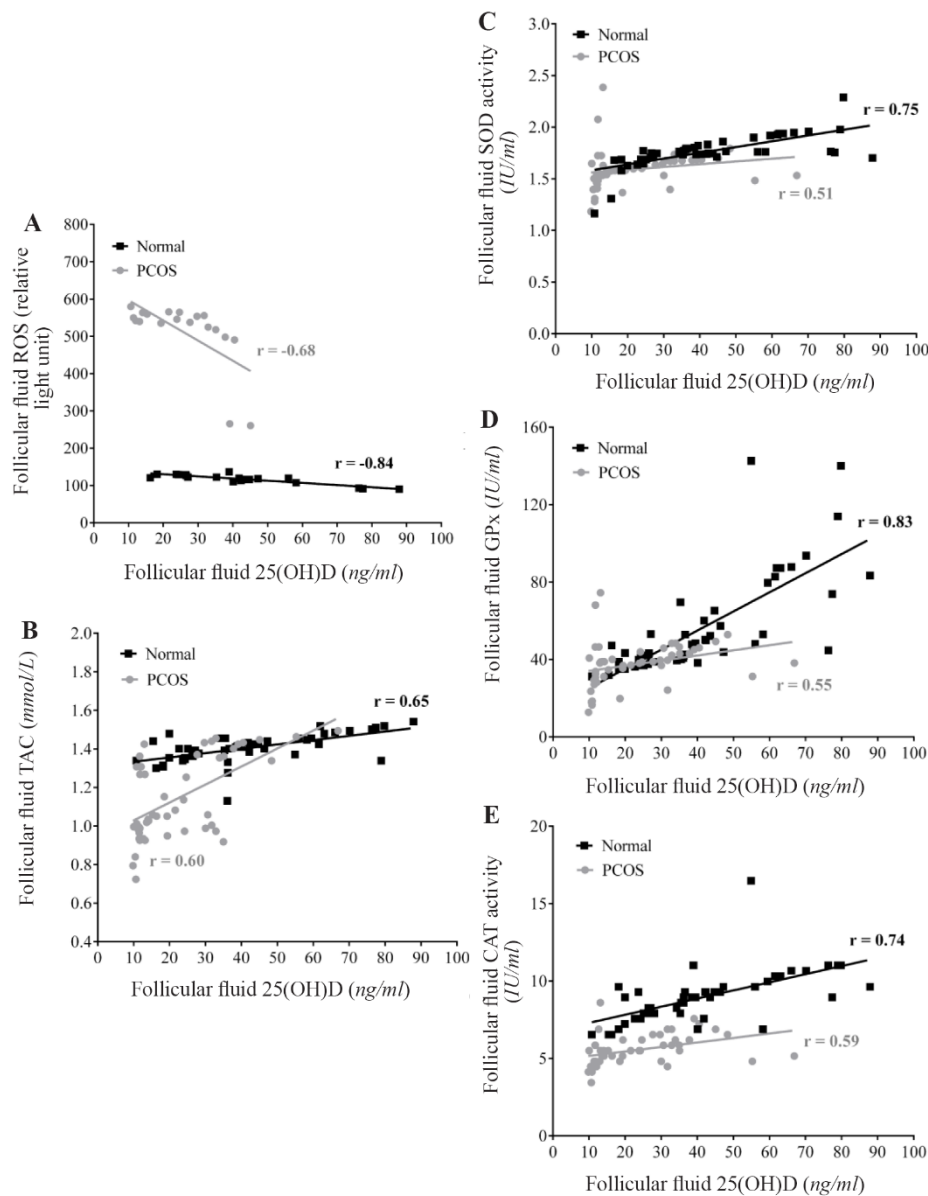 A
Follicular fluid ROS (relative
light unit)
800
700
600
500
400
300
200
100
0
Normal
PCOS
r = -0.68
r = -0.84
0 10 20 30 40 50 60 70 80 90 100
Follicular fluid 25(OH)D (ng/ml)
B
Follicular fluid TAC (mmol/L)
2.0
1.8
1.6
1.4
1.2
1.0
0.8
0.6
0.4
Normal
PCOS
r = 0.65
r = 0.60
0 10 20 30 40 50 60 70 80 90 100
Follicular fluid 25(OH)D (ng/ml)
C
Follicular fluid SOD activity
(IU/ml)
3.0
2.5
2.0
1.5
1.0
0.5
0.0
Normal
PCOS
r = 0.75
r = 0.51
0 10 20 30 40 50 60 70 80 90 100
Follicular fluid 25(OH)D (ng/ml)
D
Follicular fluid GPx (IU/ml)
160
120
80
40
0
Normal
PCOS
r = 0.83
r = 0.55
0 10 20 30 40 50 60 70 80 90 100
Follicular fluid 25(OH)D (ng/ml)
E
Follicular fluid CAT activity
(IU/ml)
20
15
10
5
0
Normal
PCOS
r = 0.74
r = 0.59
0 10 20 30 40 50 60 70 80 90 100
Follicular fluid 25(OH)D (ng/ml)